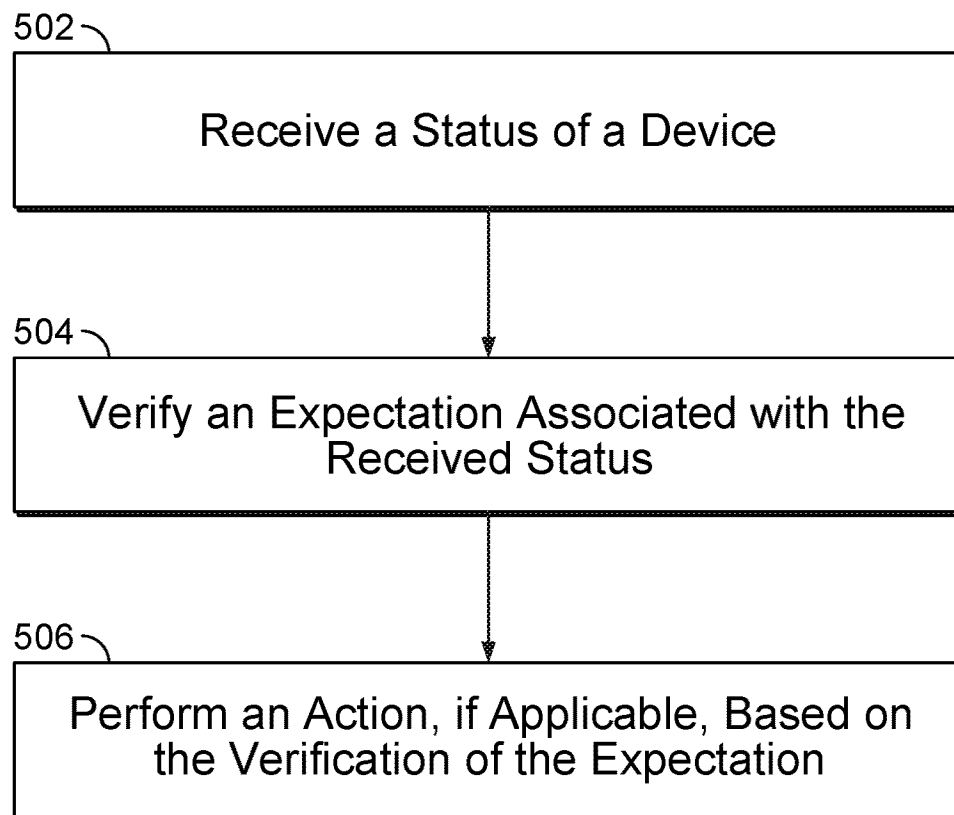 502
Receive a Status of a Device
504
Verify an Expectation Associated with the
Received Status
506
Perform an Action, if Applicable, Based on
the Verification of the Expectation